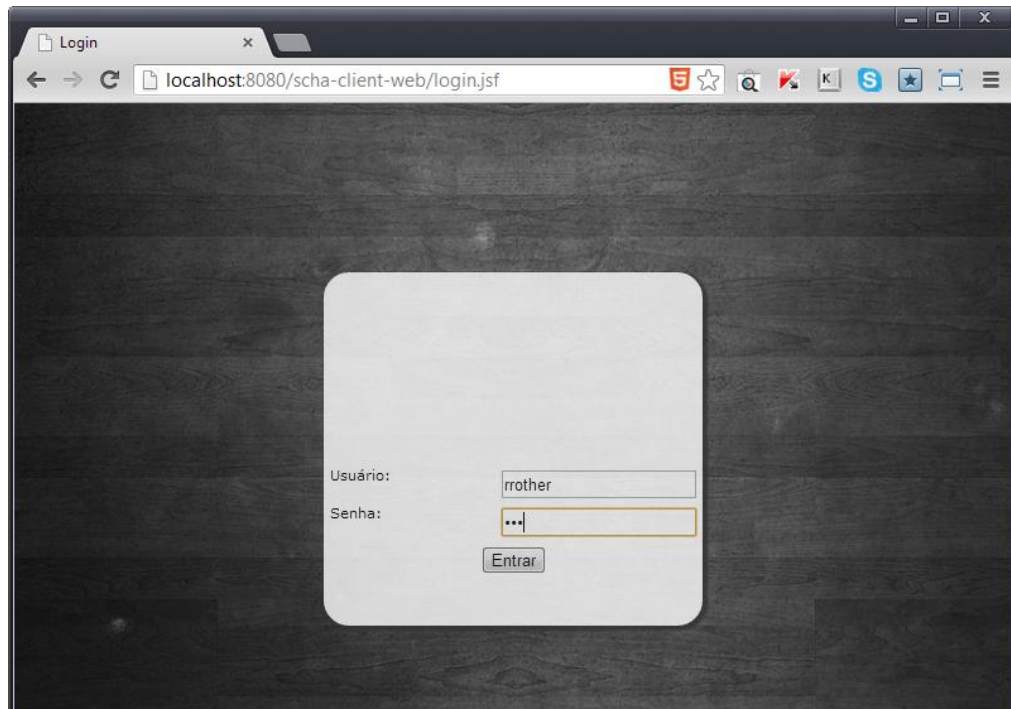 Login
localhost:8080/scha-client-web/login.jsf
Usuário:
rrother
Senha:
•••
Entrar